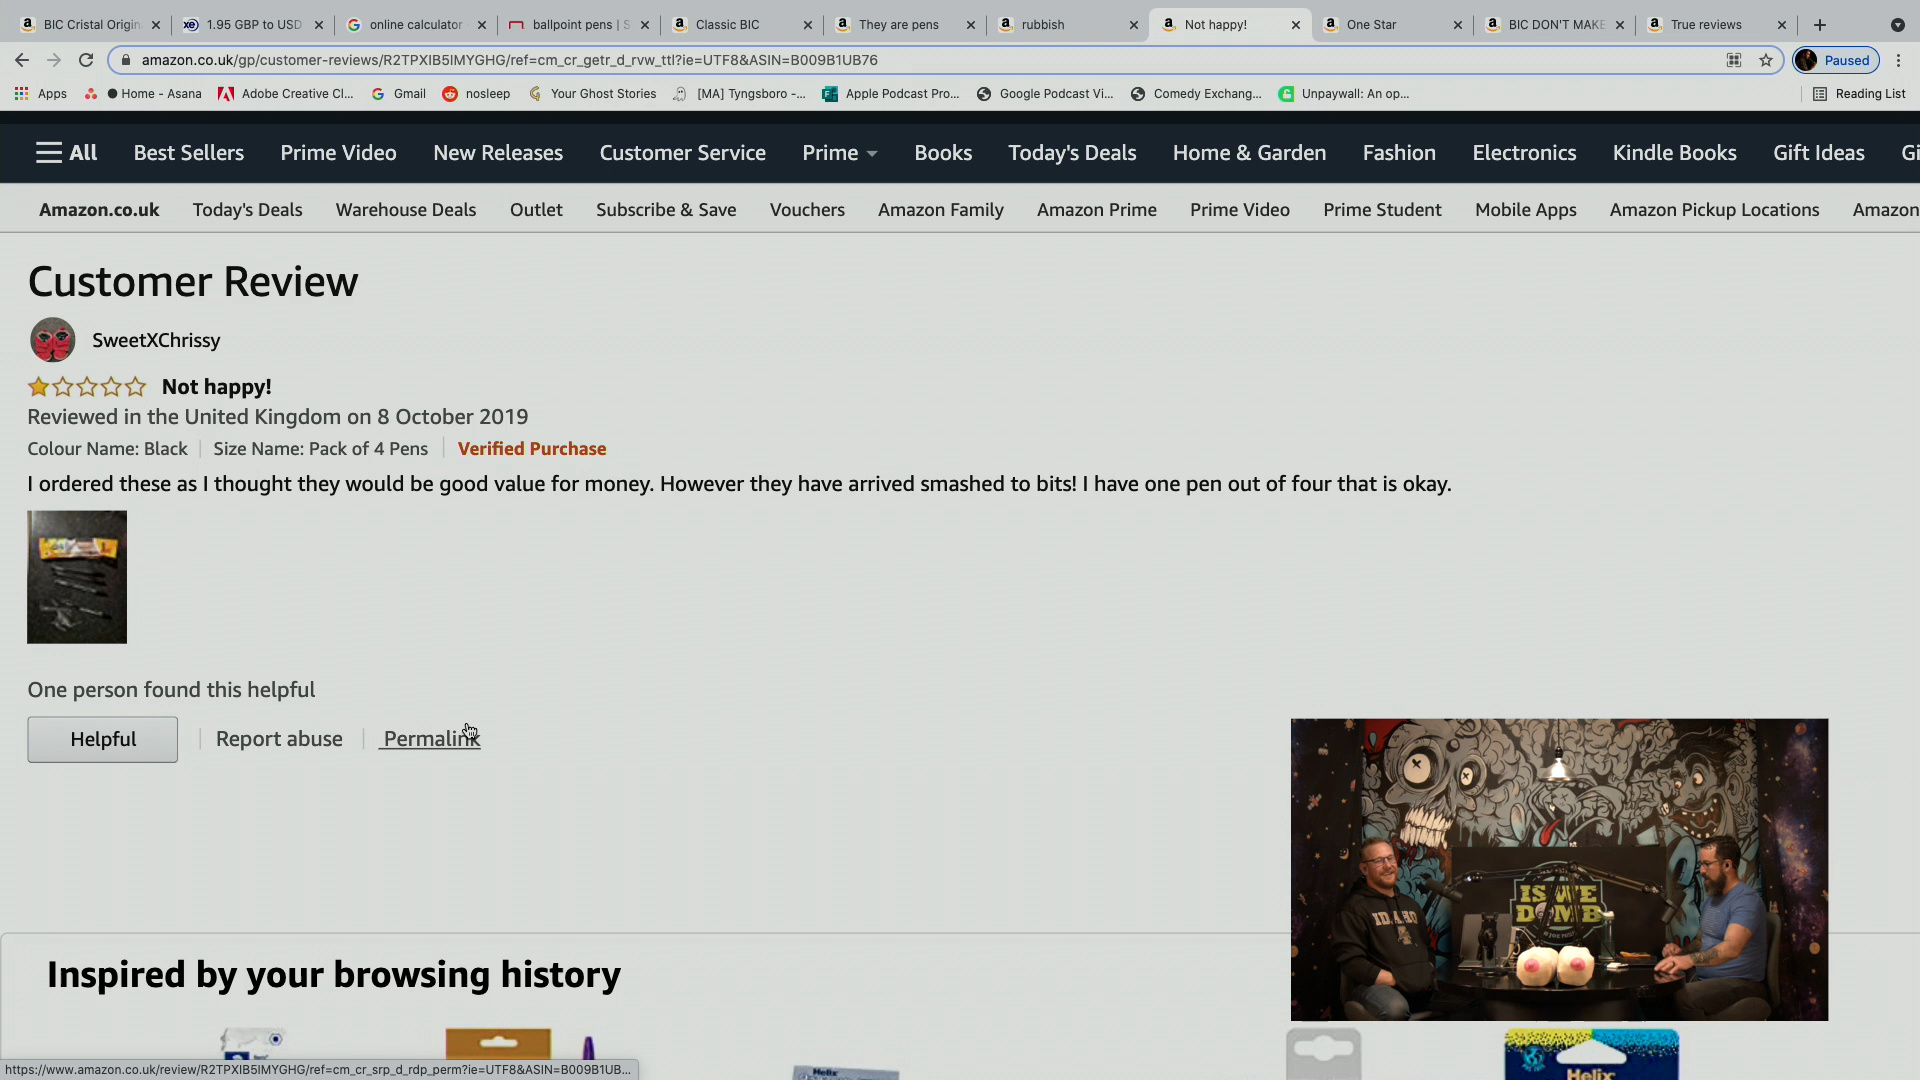 BIC Cristal Origin
1.95 GBP to USD
online calculator
ballpoint pens | S
Classic BIC
They are pens
rubbish
Not happy!
One Star
BIC DON'T MAKE
True reviews
amazon.co.uk/gp/customer-reviews/R2TPXIB5IMYGHG/ref=cm_cr_getr_d_rvw_ttl?ie=UTF8&ASIN=B009B1UB76
Paused
Apps
Home - Asana
Adobe Creative Cl...
Gmail
nosleep
Your Ghost Stories
[MA] Tyngsboro -...
Apple Podcast Pro...
Google Podcast Vi...
Comedy Exchang...
Unpaywall: An op...
Reading List
All Best Sellers Prime Video New Releases Customer Service Prime Books Today's Deals Home & Garden Fashion Electronics Kindle Books Gift Ideas Gi
Amazon.co.uk Today's Deals Warehouse Deals Outlet Subscribe & Save Vouchers Amazon Family Amazon Prime Prime Video Prime Student Mobile Apps Amazon Pickup Locations Amazon
Customer Review
SweetXChrissy
Not happy!
Reviewed in the United Kingdom on 8 October 2019
Colour Name: Black | Size Name: Pack of 4 Pens | Verified Purchase
I ordered these as I thought they would be good value for money. However they have arrived smashed to bits! I have one pen out of four that is okay.
One person found this helpful
Helpful | Report abuse | Permalink
IDAHO
IS WE
DUMB
Inspired by your browsing history
Helix
Helix
https://www.amazon.co.uk/review/R2TPXIB5IMYGHG/ref=cm_cr_srp_d_rdp_perm?ie=UTF8&ASIN=B009B1UB...